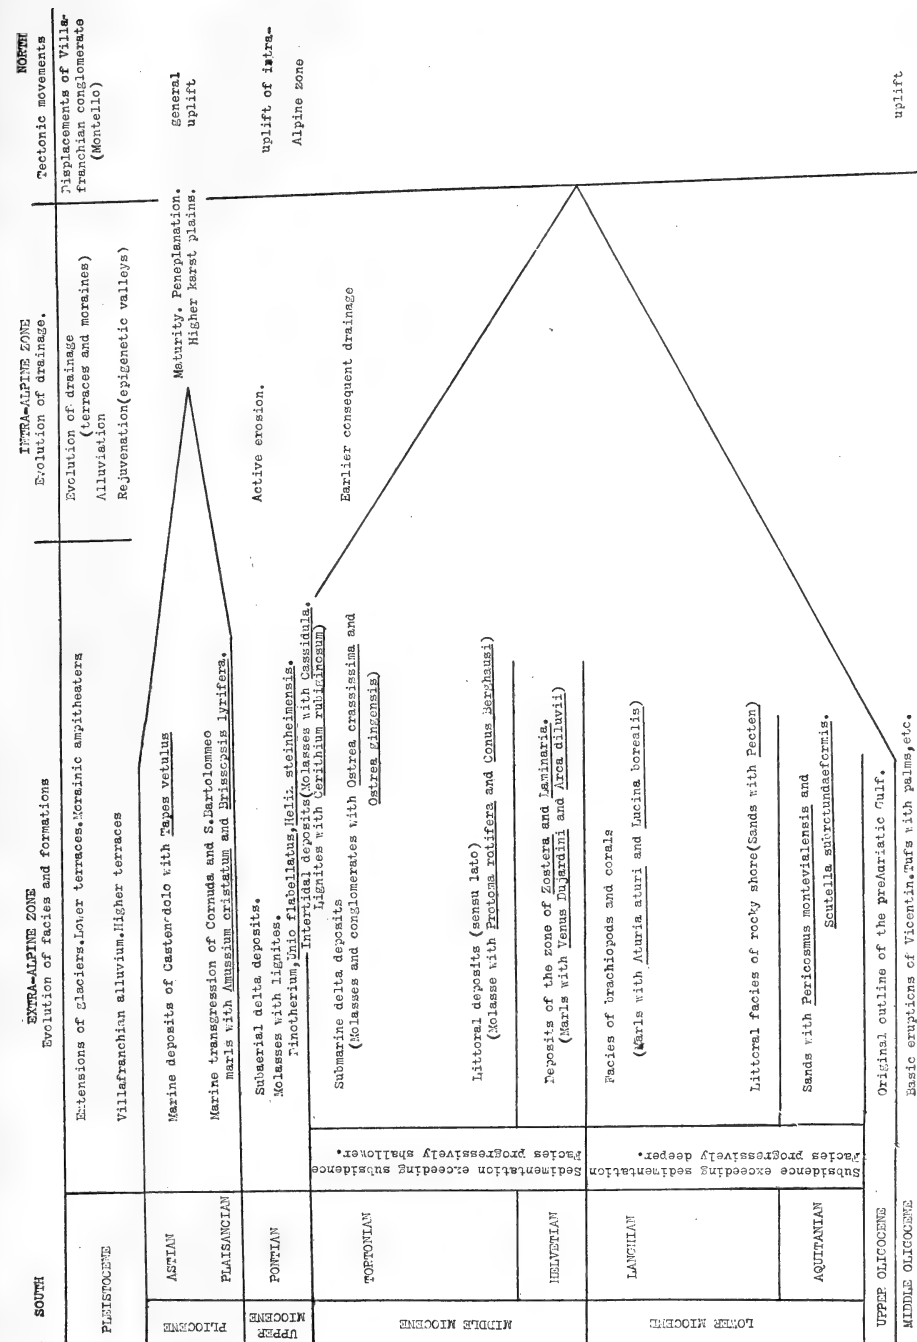 SOUTH
EXTRA-ALPINE ZONE
Evolution of facies and formations
INTRA-ALPINE ZONE
Evolution of drainage.
NORTH
Tectonic movements
PLEISTOCENE
Extensions of glaciers.Lower terraces.Morainic ampitheaters
Villafranchian alluvium.Higher terraces
Evolution of drainage
(terraces and moraines)
Alluviation
Rejuvenation(epigenetic valleys)
Displacements of Villa-
franchian conglomerate
(Montello)
PLIOCENE
ASTIAN
Marine deposits of Castenedolo with Tapes vetulus
PLAISANCIAN
Marine transgression of Cornuda and S.Bartolommeo
marls with Amussium cristatum and Brissopsis lyrifera.
Maturity. Peneplanation.
Higher karst plains.
general
uplift
UPPER
MIOCENE
PONTIAN
Subaerial delta deposits.
Molasses with lignites.
Dinotherium,Unio flabellatus,Helix steinheimensis.
Intertidal deposits(Molasses with Cassidula.
Lignites with Cerithium rubiginosum)
Active erosion.
uplift of intra-
Alpine zone
MIDDLE MIOCENE
TORTONIAN
Sedimentation exceeding subsidence
Facies progressively shallower.
Submarine delta deposits
(Molasses and conglomerates with Ostrea crassissima and
Ostrea gingensis)
Earlier consequent drainage
Littoral deposits (sensu lato)
(Molasse with Protoma rotifera and Conus Berghausi)
HELVETIAN
Deposits of the zone of Zostera and Laminaria.
(Marls with Venus Dujardini and Arca diluvii)
LOWER MIOCENE
LANGHIAN
Subsidence exceeding sedimentation
Facies progressively deeper.
Facies of brachiopods and corals
(Marls with Aturia aturi and Lucina borealis)
Littoral facies of rocky shore(Sands with Pecten)
AQUITANIAN
Sands with Pericosmus montevialensis and
Scutella subrotundaeformis.
UPPER OLIGOCENE
Original outline of the preAdriatic Gulf.
MIDDLE OLIGOCENE
Basic eruptions of Vicentin.Tufs with palms,etc.
uplift